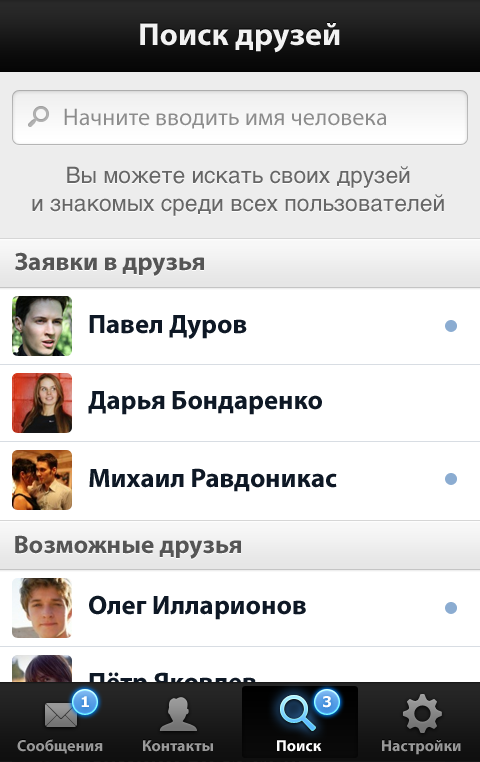 Поиск друзей
Начните вводить имя человека
Вы можете искать своих друзей
и знакомых среди всех пользователей
Заявки в друзья
Павел Дуров
Дарья Бондаренко
Михаил Равдоникас
Возможные друзья
Олег Илларионов
Пётр Яковлев
1
3
Сообщения
Контакты
Поиск
Настройки